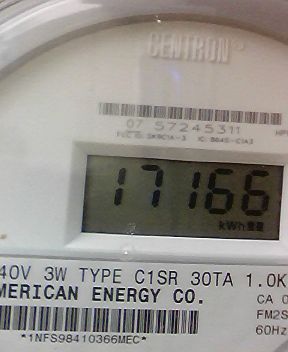 CENTRON®
07 57245311
17166
kWh
40V 3W TYPE C1SR 30TA 1.0K
MERICAN ENERGY CO.
CA 0
FM2S
60Hz
*1NFS98410366MEC*